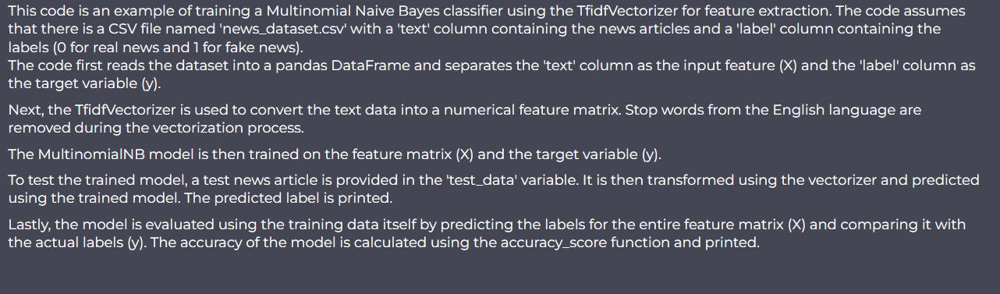 This code is an example of training a Multinomial Naive Bayes classifier using the TfidfVectorizer for feature extraction. The code assumes
that there is a CSV file named 'news_dataset.csv' with a 'text' column containing the news articles and a 'label' column containing the
labels (0 for real news and 1 for fake news).
The code first reads the dataset into a pandas DataFrame and separates the 'text' column as the input feature (X) and the 'label' column as
the target variable (y).
Next, the TfidfVectorizer is used to convert the text data into a numerical feature matrix. Stop words from the English language are
removed during the vectorization process.
The MultinomialNB model is then trained on the feature matrix (X) and the target variable (y).
To test the trained model, a test news article is provided in the 'test_data' variable. It is then transformed using the vectorizer and predicted
using the trained model. The predicted label is printed.
Lastly, the model is evaluated using the training data itself by predicting the labels for the entire feature matrix (X) and comparing it with
the actual labels (y). The accuracy of the model is calculated using the accuracy_score function and printed.